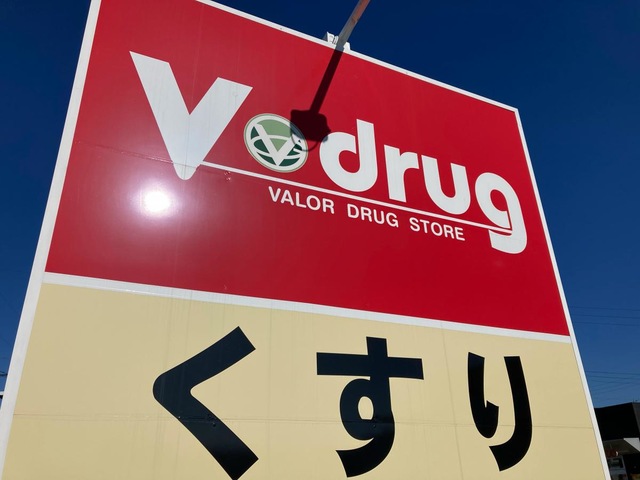 V drug
VALOR DRUG STORE
くすり